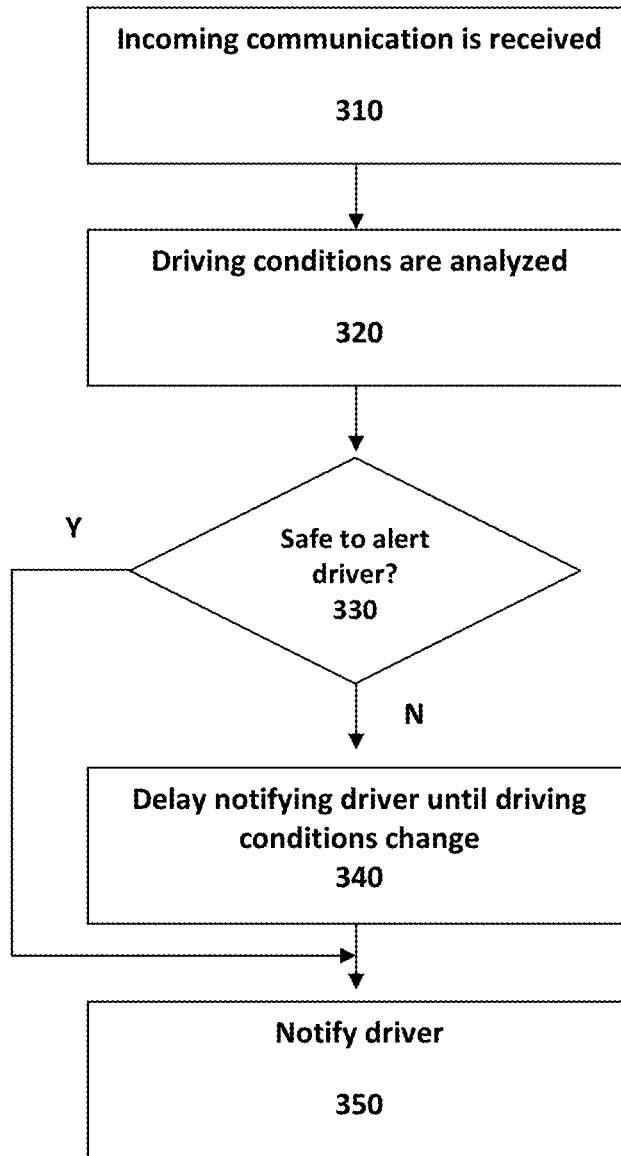 Incoming communication is received
310
Driving conditions are analyzed
320
Y
Safe to alert
driver?
330
N
Delay notifying driver until driving
conditions change
340
Notify driver
350